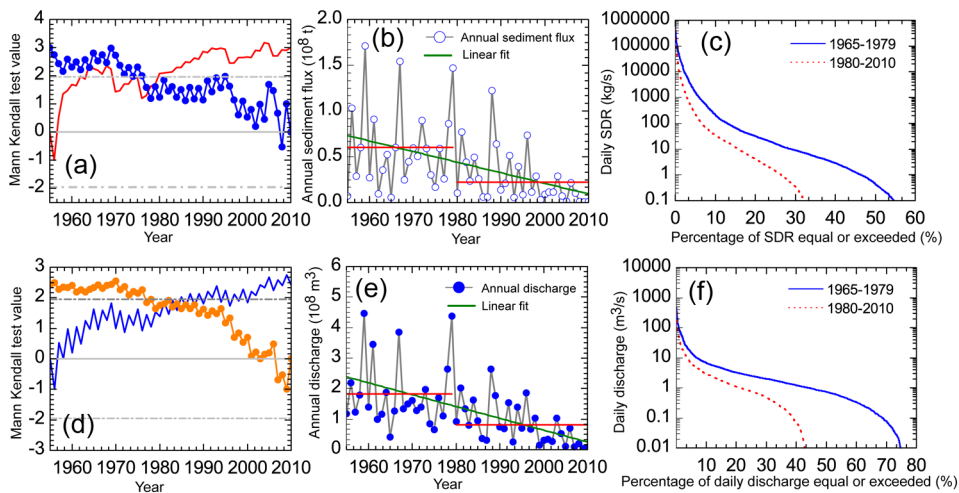 Mann Kendall test value
3
2
1
0
-1
-2
(a)
1960 1970 1980 1990 2000 2010
Year
Annual sediment flux (10⁸ t)
2.0
1.5
1.0
0.5
0.0
(b)
Annual sediment flux
Linear fit
1960 1970 1980 1990 2000 2010
Year
Daily SDR (kg/s)
1000000
100000
10000
1000
100
10
1
0.1
(c)
1965-1979
1980-2010
0 10 20 30 40 50 60
Percentage of SDR equal or exceeded (%)
Mann Kendall test value
3
2
1
0
-1
-2
-3
(d)
1960 1970 1980 1990 2000 2010
Year
Annual discharge (10⁸ m³)
6
5
4
3
2
1
0
(e)
Annual discharge
Linear fit
1960 1970 1980 1990 2000 2010
Year
Daily discharge (m³/s)
10000
1000
100
10
1
0.1
0.01
(f)
1965-1979
1980-2010
10 20 30 40 50 60 70 80
Percentage of daily discharge equal or exceeded (%)